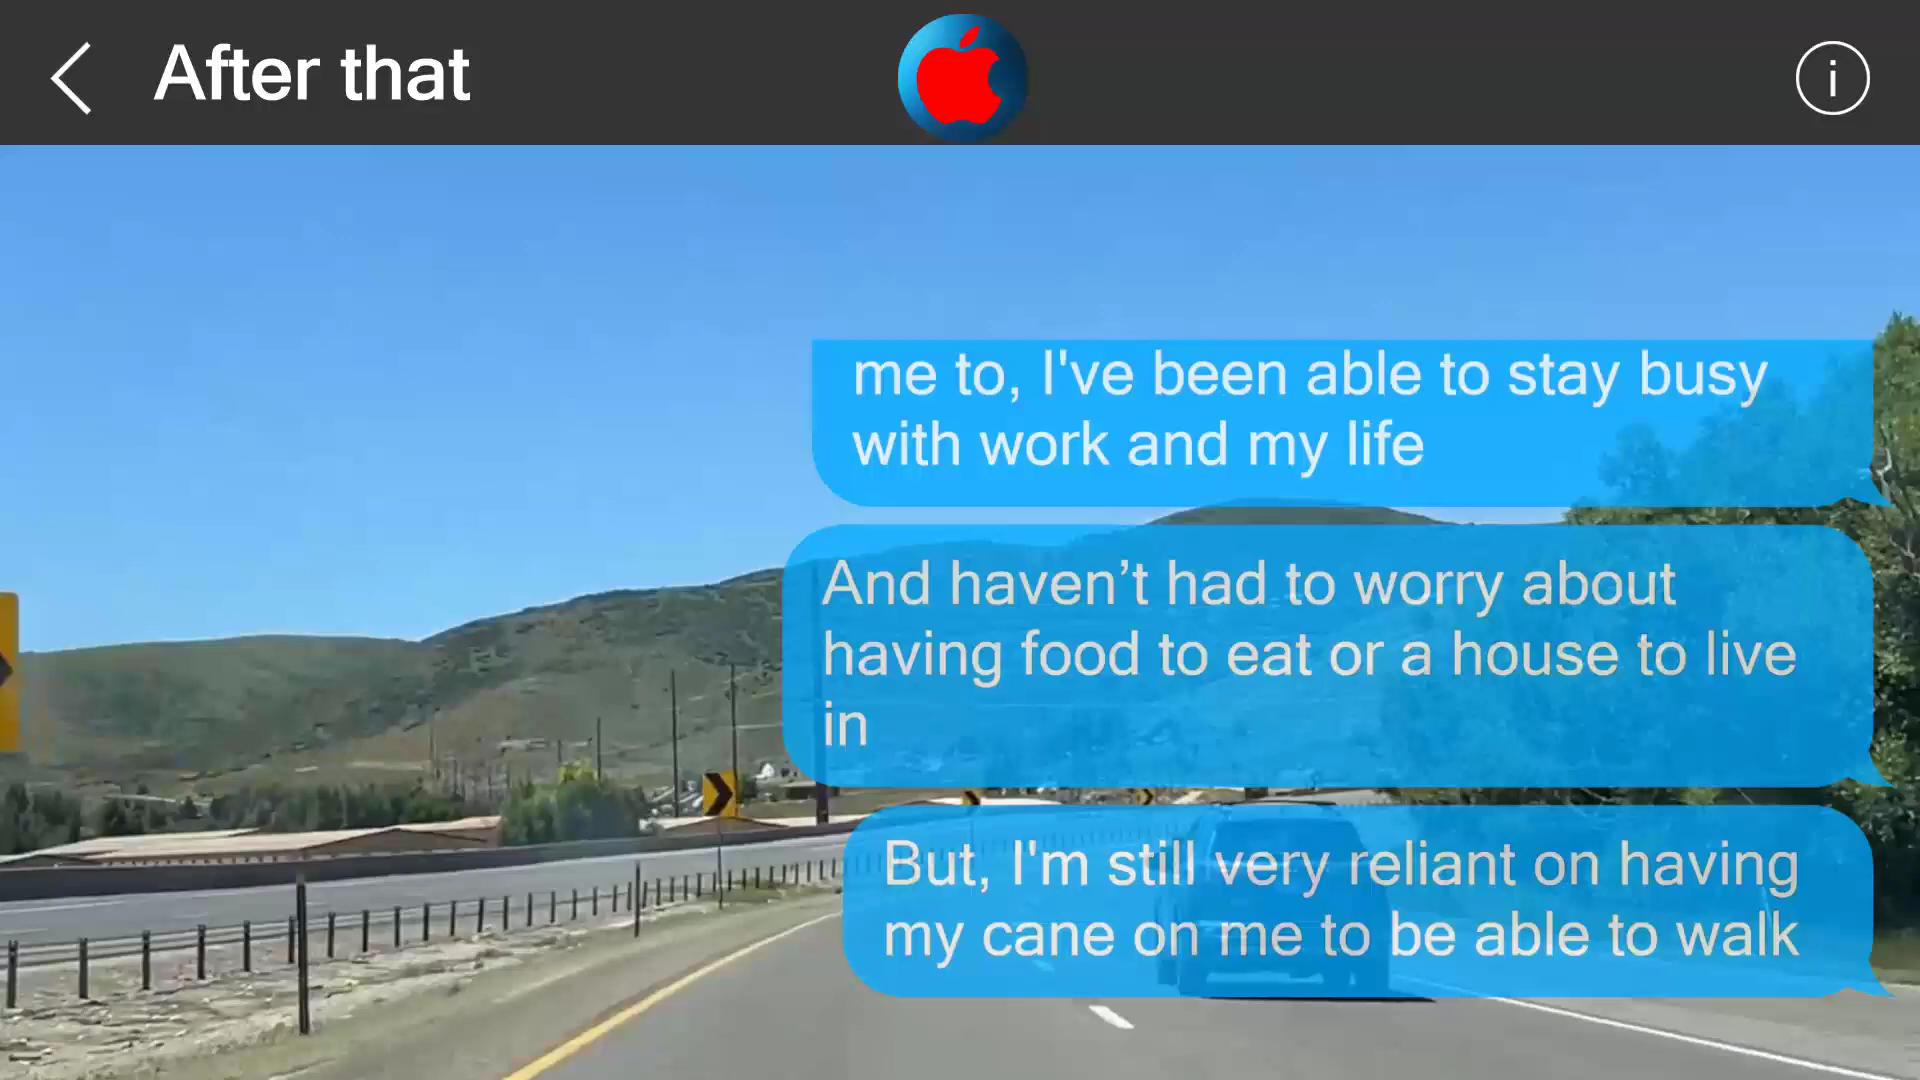 After that
i
me to, I've been able to stay busy
with work and my life
And haven’t had to worry about
having food to eat or a house to live
in
But, I'm still very reliant on having
my cane on me to be able to walk